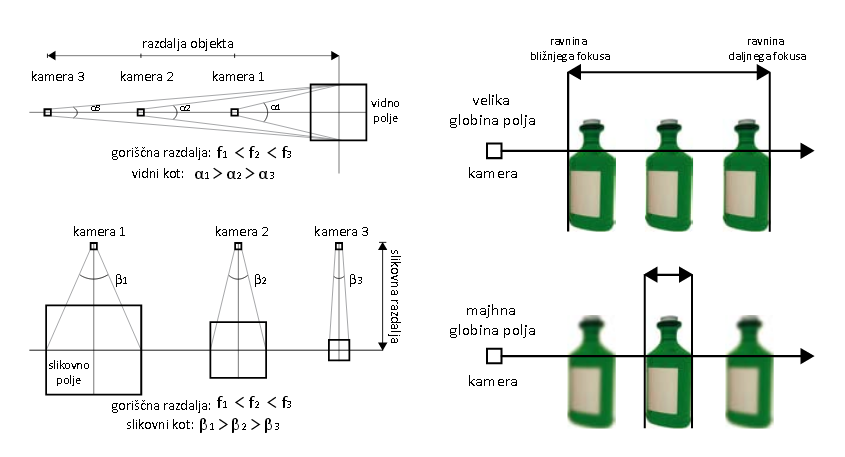 razdalja objekta
kamera 3
kamera 2
kamera 1
α3
α2
α1
vidno
polje
goriščna razdalja: f1 < f2 < f3
vidni kot: α1 > α2 > α3
kamera 1
kamera 2
kamera 3
β1
β2
β3
slikovna razdalja
slikovno
polje
goriščna razdalja: f1 < f2 < f3
slikovni kot: β1 > β2 > β3
ravnina
bližnjega fokusa
ravnina
daljnega fokusa
velika
globina polja
kamera
majhna
globina polja
kamera